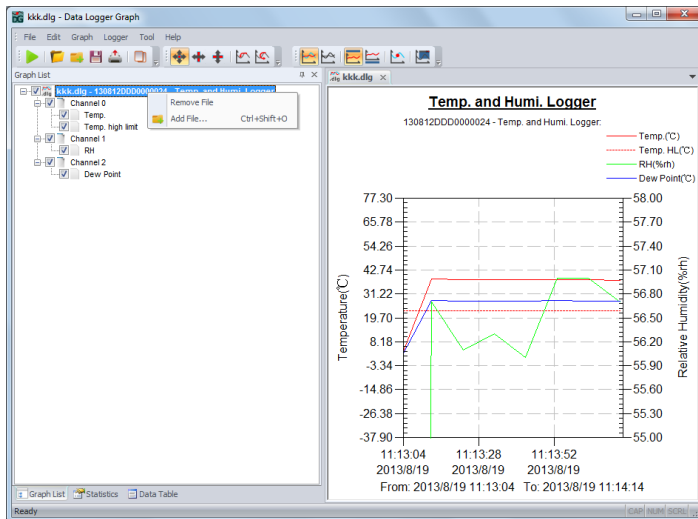 kkk.dlg - Data Logger Graph
File Edit Graph Logger Tool Help
Graph List
kkk.dlg - 130812DDD0000024 - Temp. and Humi. Logger
Channel 0
Temp.
Temp. high limit
Channel 1
RH
Channel 2
Dew Point
Remove File
Add File... Ctrl+Shift+O
Graph List Statistics Data Table
kkk.dlg
Temp. and Humi. Logger
130812DDD0000024 - Temp. and Humi. Logger:
Temp.(℃)
Temp. HL(℃)
RH(%rh)
Dew Point(℃)
Temperature(℃)
77.30
65.78
54.26
42.74
31.22
19.70
8.18
-3.34
-14.86
-26.38
-37.90
58.00
57.70
57.40
57.10
56.80
56.50
56.20
55.90
55.60
55.30
55.00
Relative Humidity(%rh)
11:13:04 11:13:28 11:13:52
2013/8/19 2013/8/19 2013/8/19
From: 2013/8/19 11:13:04 To: 2013/8/19 11:14:14
Ready
CAP NUM SCRL